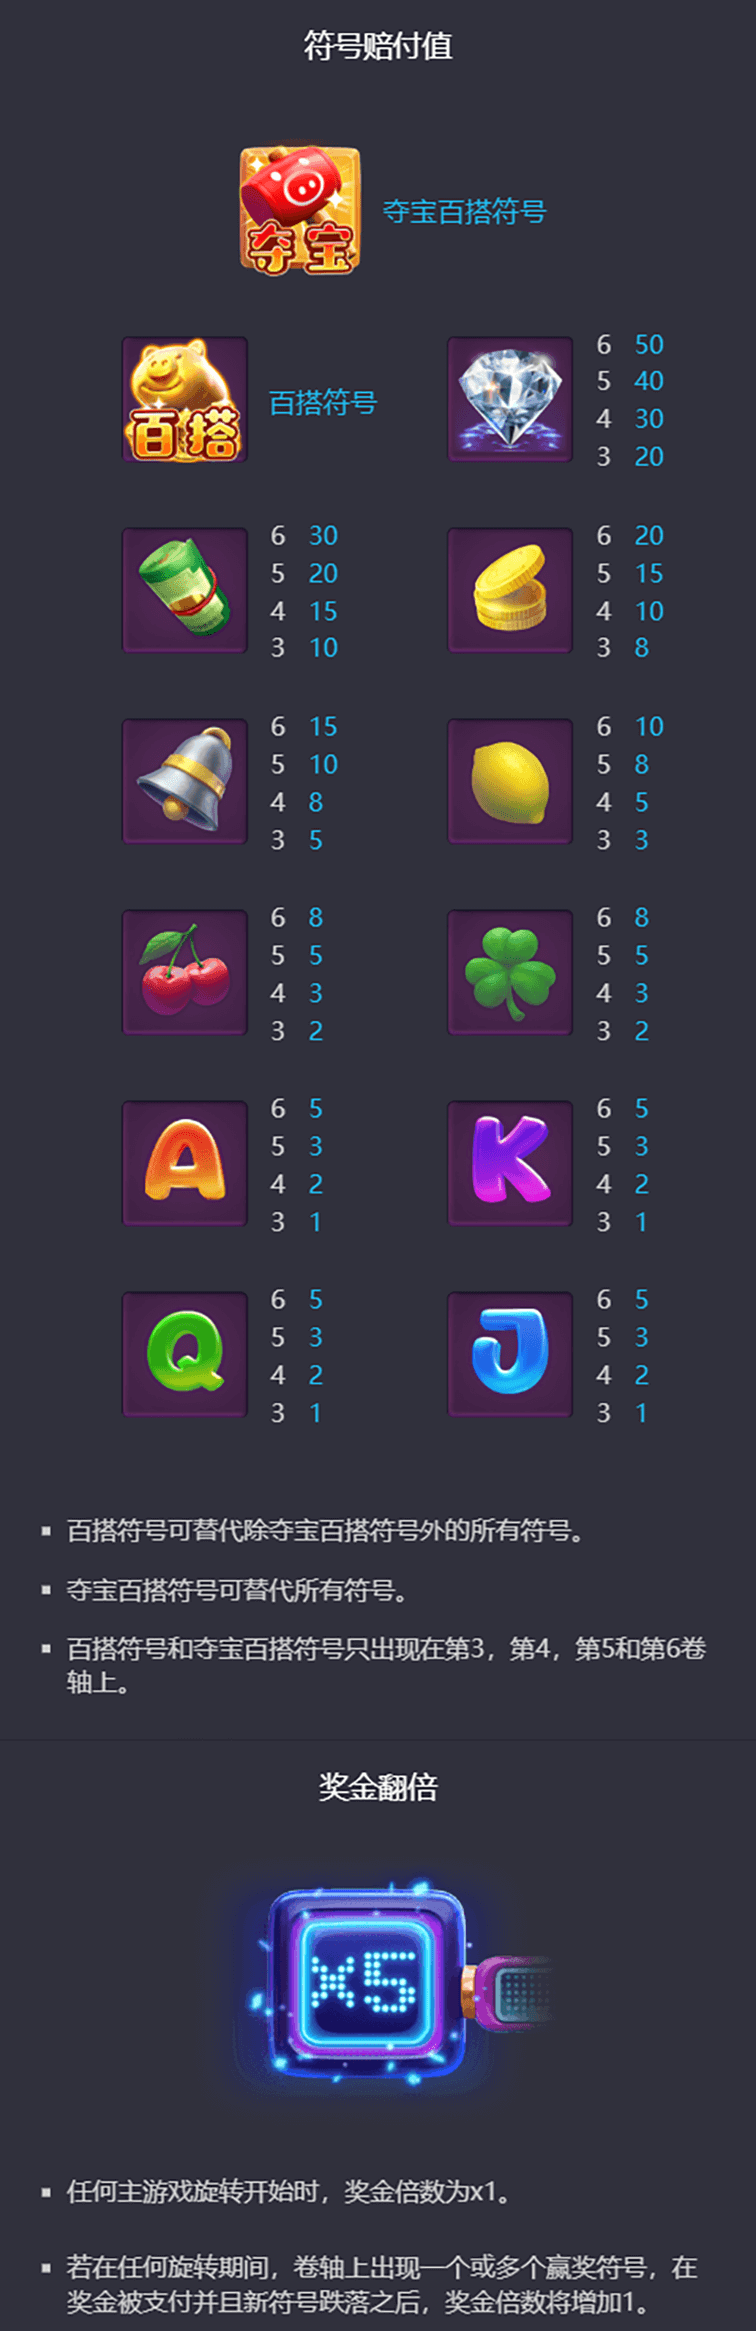 符号赔付值
夺宝
夺宝百搭符号
百搭
百搭符号
6 50
5 40
4 30
3 20
6 30
5 20
4 15
3 10
6 20
5 15
4 10
3 8
6 15
5 10
4 8
3 5
6 10
5 8
4 5
3 3
6 8
5 5
4 3
3 2
6 8
5 5
4 3
3 2
A
6 5
5 3
4 2
3 1
K
6 5
5 3
4 2
3 1
Q
6 5
5 3
4 2
3 1
J
6 5
5 3
4 2
3 1
▪ 百搭符号可替代除夺宝百搭符号外的所有符号。
▪ 夺宝百搭符号可替代所有符号。
▪ 百搭符号和夺宝百搭符号只出现在第3，第4，第5和第6卷
轴上。
奖金翻倍
x5
▪ 任何主游戏旋转开始时，奖金倍数为x1。
▪ 若在任何旋转期间，卷轴上出现一个或多个赢奖符号，在
奖金被支付并且新符号跌落之后，奖金倍数将增加1。